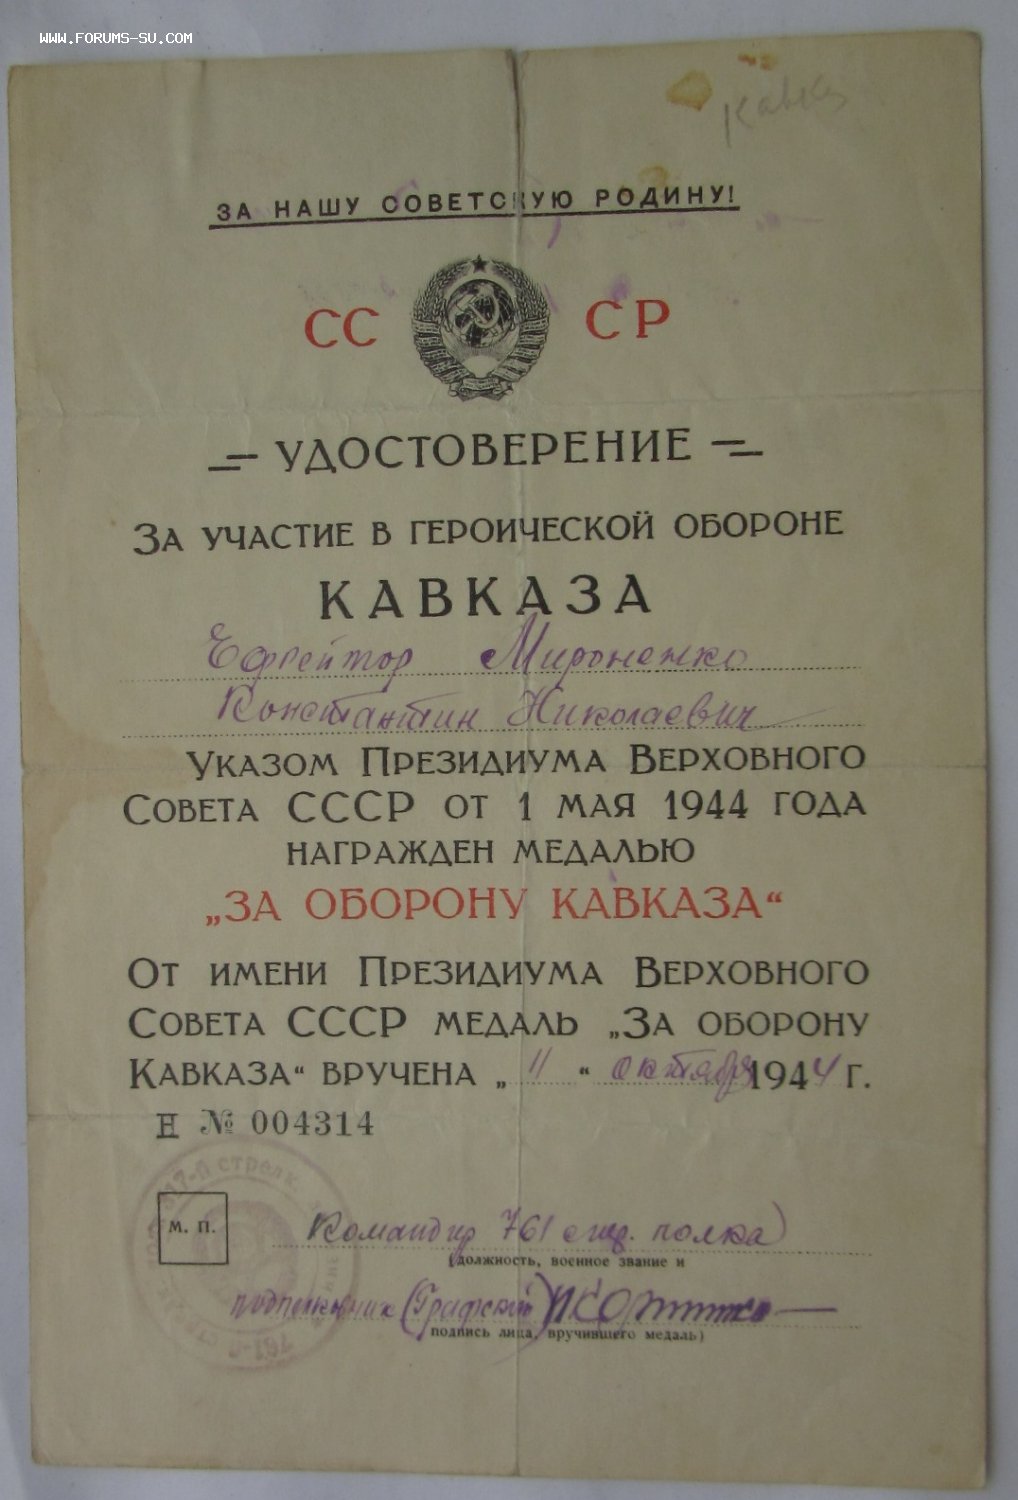 WWW.FORUMS-SU.COM
Кавказ
ЗА НАШУ СОВЕТСКУЮ РОДИНУ!
СС СР
УДОСТОВЕРЕНИЕ
ЗА УЧАСТИЕ В ГЕРОИЧЕСКОЙ ОБОРОНЕ
КАВКАЗА
Ефрейтор Мироненко
Константин Николаевич
УКАЗОМ ПРЕЗИДИУМА ВЕРХОВНОГО
СОВЕТА СССР ОТ 1 МАЯ 1944 ГОДА
НАГРАЖДЕН МЕДАЛЬЮ
„ЗА ОБОРОНУ КАВКАЗА“
ОТ ИМЕНИ ПРЕЗИДИУМА ВЕРХОВНОГО
СОВЕТА СССР МЕДАЛЬ „ЗА ОБОРОНУ
КАВКАЗА“ ВРУЧЕНА „11“ октября 1944 Г.
Н № 004314
М. П.
Командир 761 стр. полка
(должность, военное звание и
подполковник (Графский)
подпись лица, вручившего медаль)